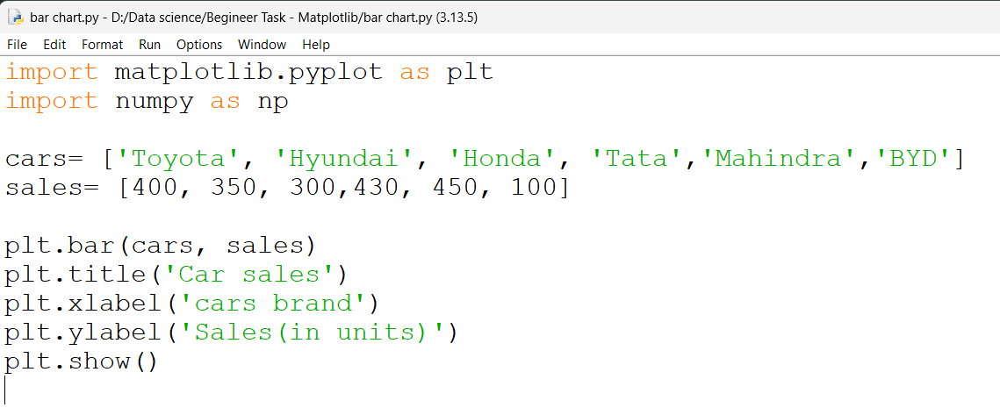 bar chart.py - D:/Data science/Begineer Task - Matplotlib/bar chart.py (3.13.5)
File Edit Format Run Options Window Help
import matplotlib.pyplot as plt
import numpy as np
cars= ['Toyota', 'Hyundai', 'Honda', 'Tata','Mahindra','BYD']
sales= [400, 350, 300,430, 450, 100]
plt.bar(cars, sales)
plt.title('Car sales')
plt.xlabel('cars brand')
plt.ylabel('Sales(in units)')
plt.show()